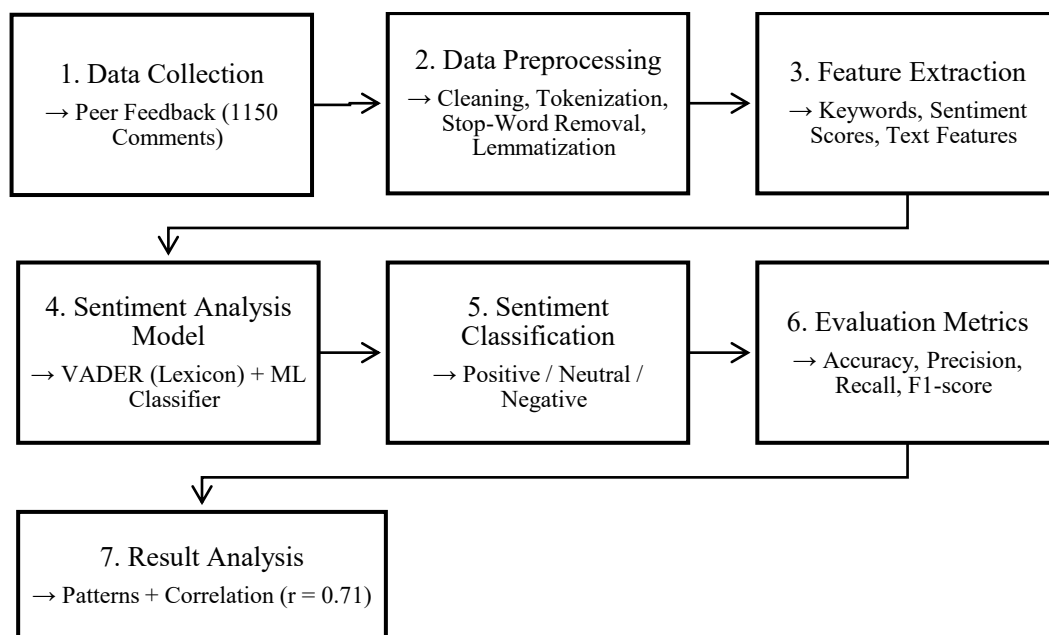 1. Data Collection
→ Peer Feedback (1150
Comments)
2. Data Preprocessing
→ Cleaning, Tokenization,
Stop-Word Removal,
Lemmatization
3. Feature Extraction
→ Keywords, Sentiment
Scores, Text Features
4. Sentiment Analysis
Model
→ VADER (Lexicon) + ML
Classifier
5. Sentiment
Classification
→ Positive / Neutral /
Negative
6. Evaluation Metrics
→ Accuracy, Precision,
Recall, F1-score
7. Result Analysis
→ Patterns + Correlation (r = 0.71)